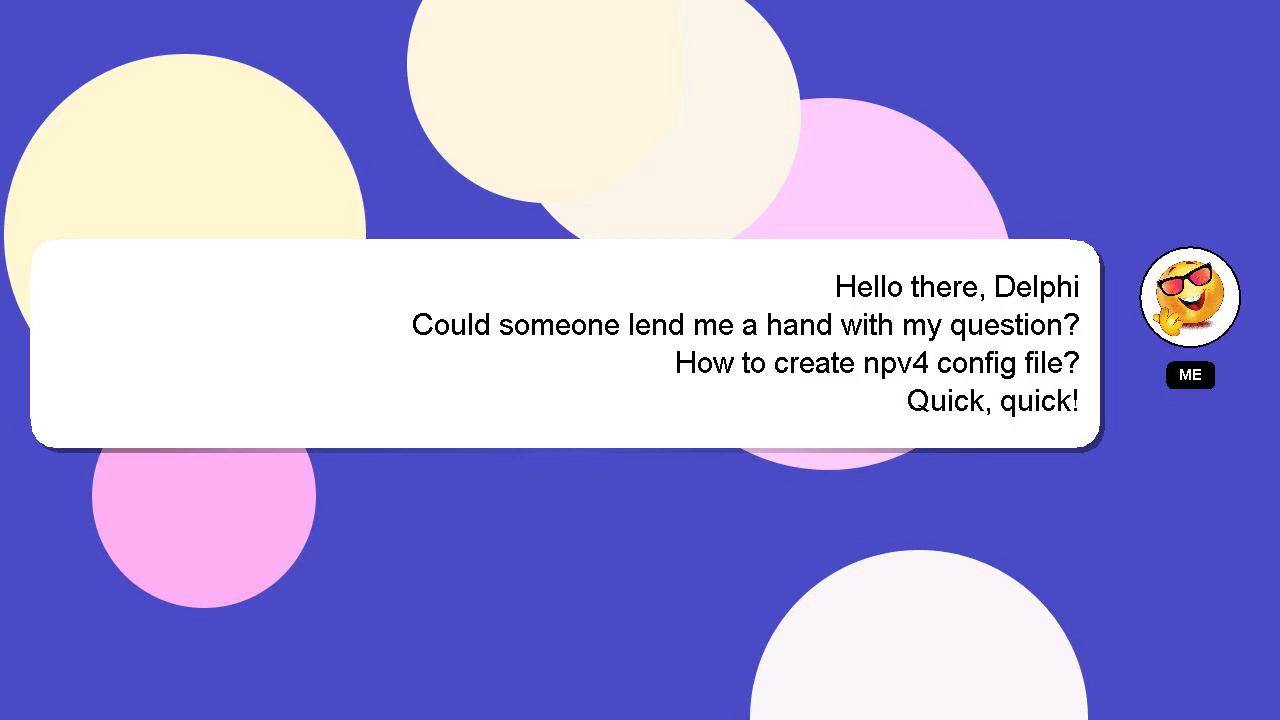 Hello there, Delphi
Could someone lend me a hand with my question?
How to create npv4 config file?
Quick, quick!
ME